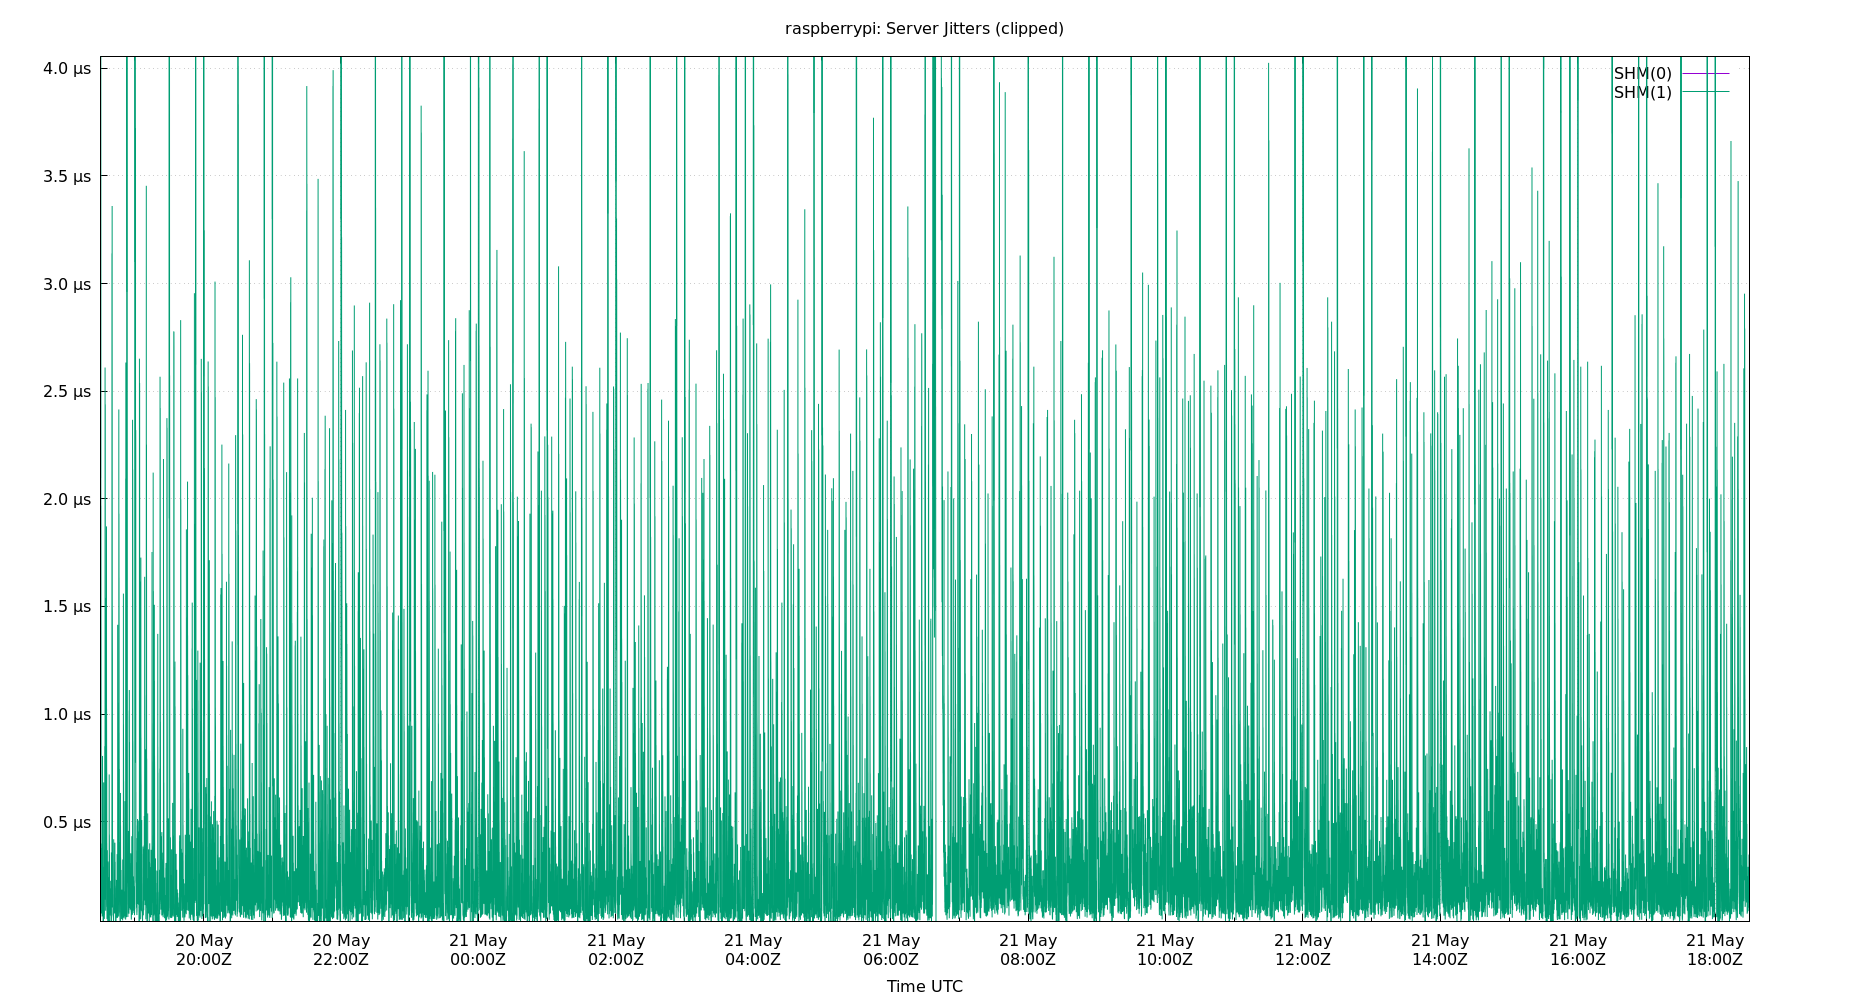 raspberrypi: Server Jitters (clipped)
4.0 µs
3.5 µs
3.0 µs
2.5 µs
2.0 µs
1.5 µs
1.0 µs
0.5 µs
SHM(0)
SHM(1)
20 May 20 May 21 May 21 May 21 May 21 May 21 May 21 May 21 May 21 May 21 May 21 May
20:00Z 22:00Z 00:00Z 02:00Z 04:00Z 06:00Z 08:00Z 10:00Z 12:00Z 14:00Z 16:00Z 18:00Z
Time UTC